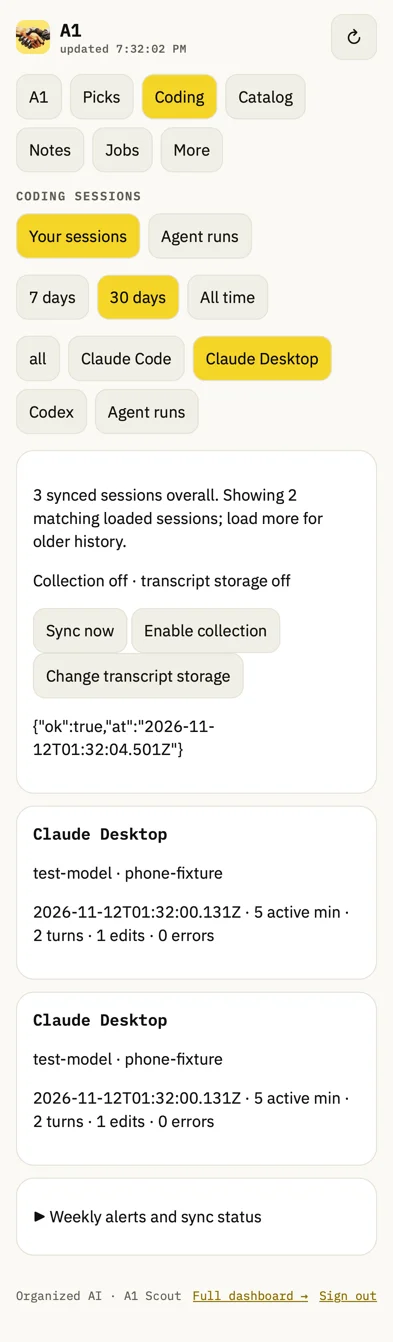 A1
updated 7:32:02 PM
↻
A1 Picks Coding Catalog
Notes Jobs More
CODING SESSIONS
Your sessions Agent runs
7 days 30 days All time
all Claude Code Claude Desktop
Codex Agent runs
3 synced sessions overall. Showing 2
matching loaded sessions; load more for
older history.
Collection off · transcript storage off
Sync now Enable collection
Change transcript storage
{"ok":true,"at":"2026-11-
12T01:32:04.501Z"}
Claude Desktop
test-model · phone-fixture
2026-11-12T01:32:00.131Z · 5 active min ·
2 turns · 1 edits · 0 errors
Claude Desktop
test-model · phone-fixture
2026-11-12T01:32:00.131Z · 5 active min ·
2 turns · 1 edits · 0 errors
▶ Weekly alerts and sync status
Organized AI · A1 Scout Full dashboard → Sign out